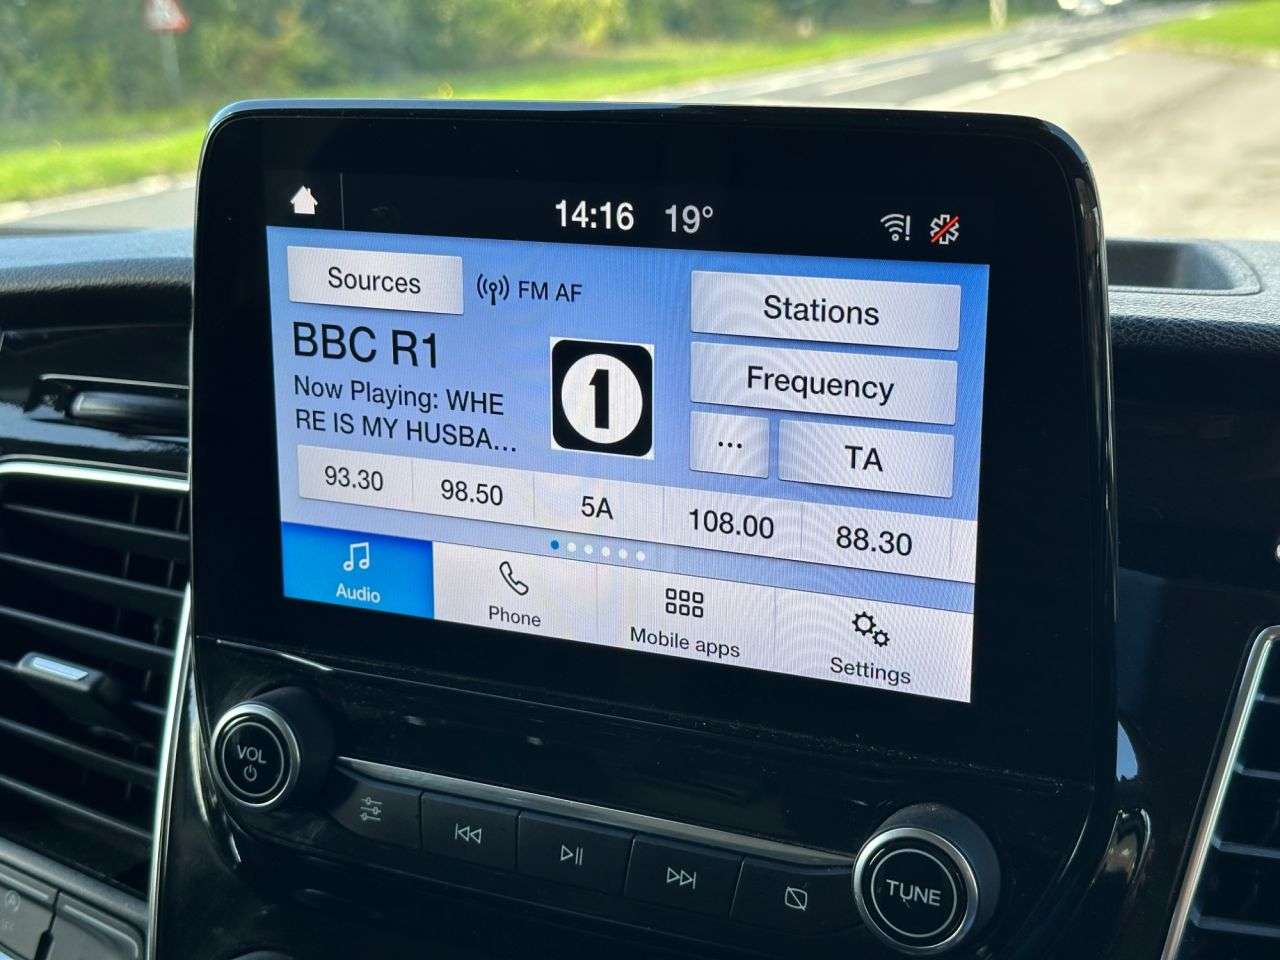 14:16 19°
Sources FM AF
Stations
BBC R1
1
Now Playing: WHE
RE IS MY HUSBA...
Frequency
... TA
93.30 98.50 5A 108.00 88.30
Audio Phone Mobile apps Settings
VOL
TUNE